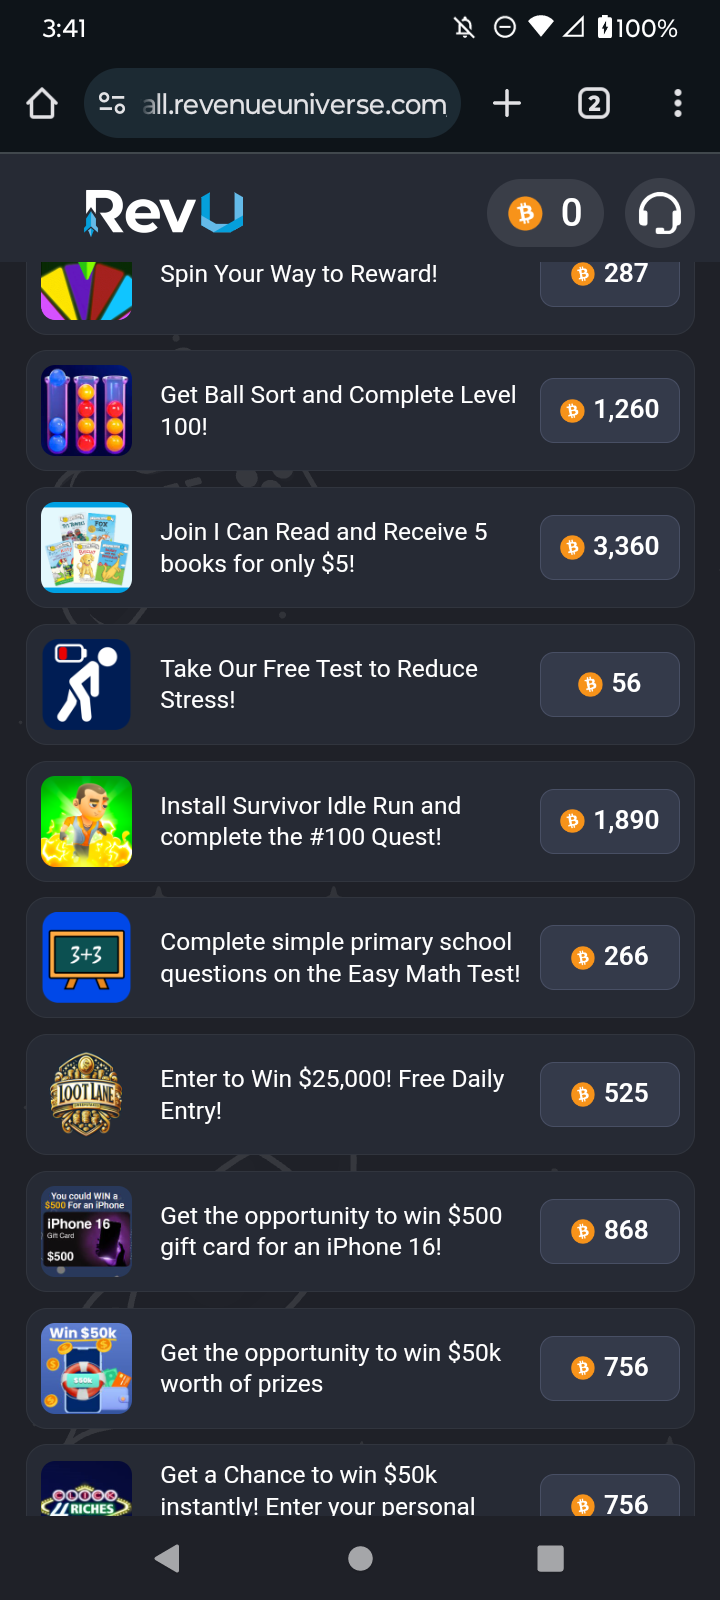 3:41
100%
all.revenueuniverse.com
2
RevU
0
Spin Your Way to Reward!
287
Get Ball Sort and Complete Level
100!
1,260
Join I Can Read and Receive 5
books for only $5!
3,360
Take Our Free Test to Reduce
Stress!
56
Install Survivor Idle Run and
complete the #100 Quest!
1,890
3+3
Complete simple primary school
questions on the Easy Math Test!
266
LOOT LANE
Enter to Win $25,000! Free Daily
Entry!
525
You could WIN a
$500 For an iPhone
iPhone 16
Gift Card
$500
Get the opportunity to win $500
gift card for an iPhone 16!
868
Win $50k
$50k
Get the opportunity to win $50k
worth of prizes
756
CLICK
RICHES
Get a Chance to win $50k
instantly! Enter your personal
756